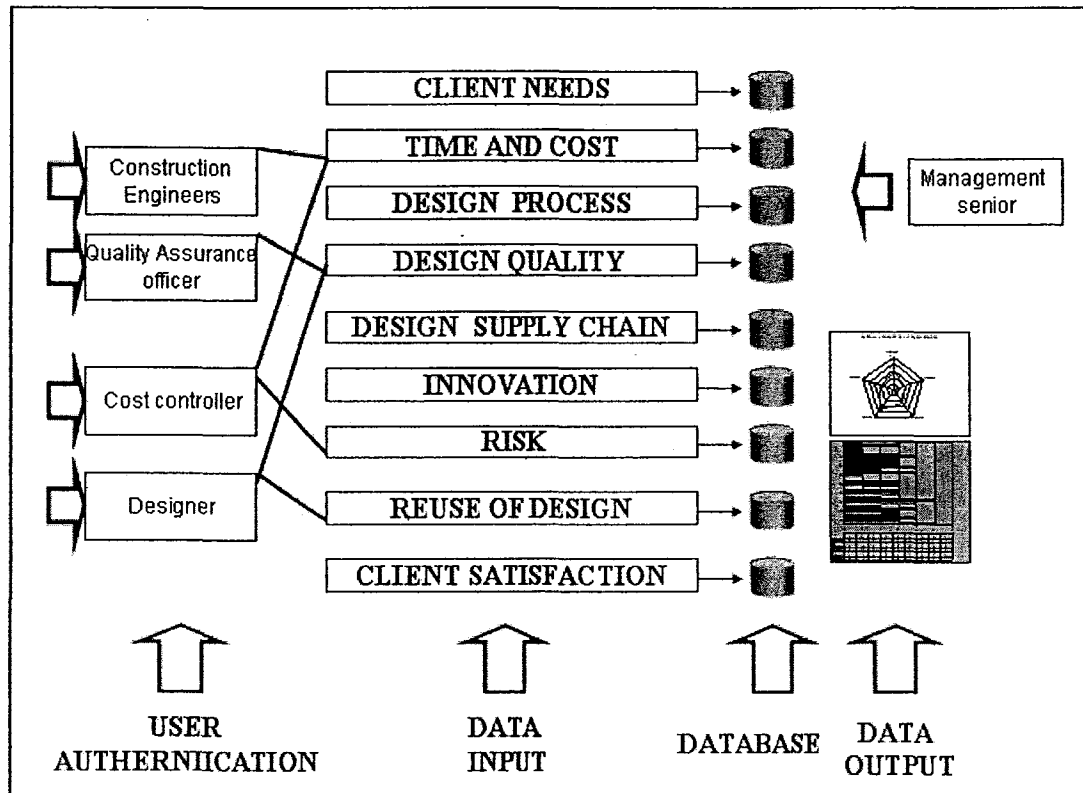 CLIENT NEEDS
TIME AND COST
DESIGN PROCESS
DESIGN QUALITY
DESIGN SUPPLY CHAIN
INNOVATION
RISK
REUSE OF DESIGN
CLIENT SATISFACTION
Construction
Engineers
Quality Assurance
officer
Cost controller
Designer
Management
senior
USER
AUTHERNIICATION
DATA
INPUT
DATABASE
DATA
OUTPUT